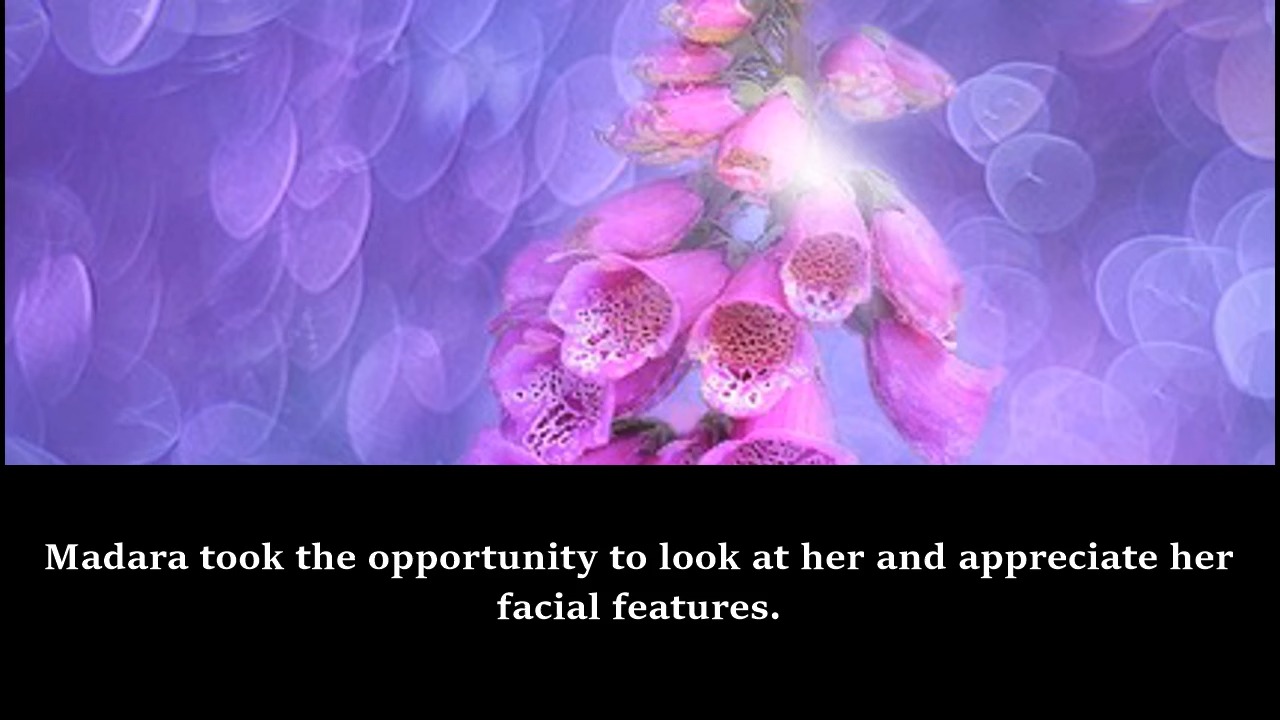 Madara took the opportunity to look at her and appreciate her
facial features.